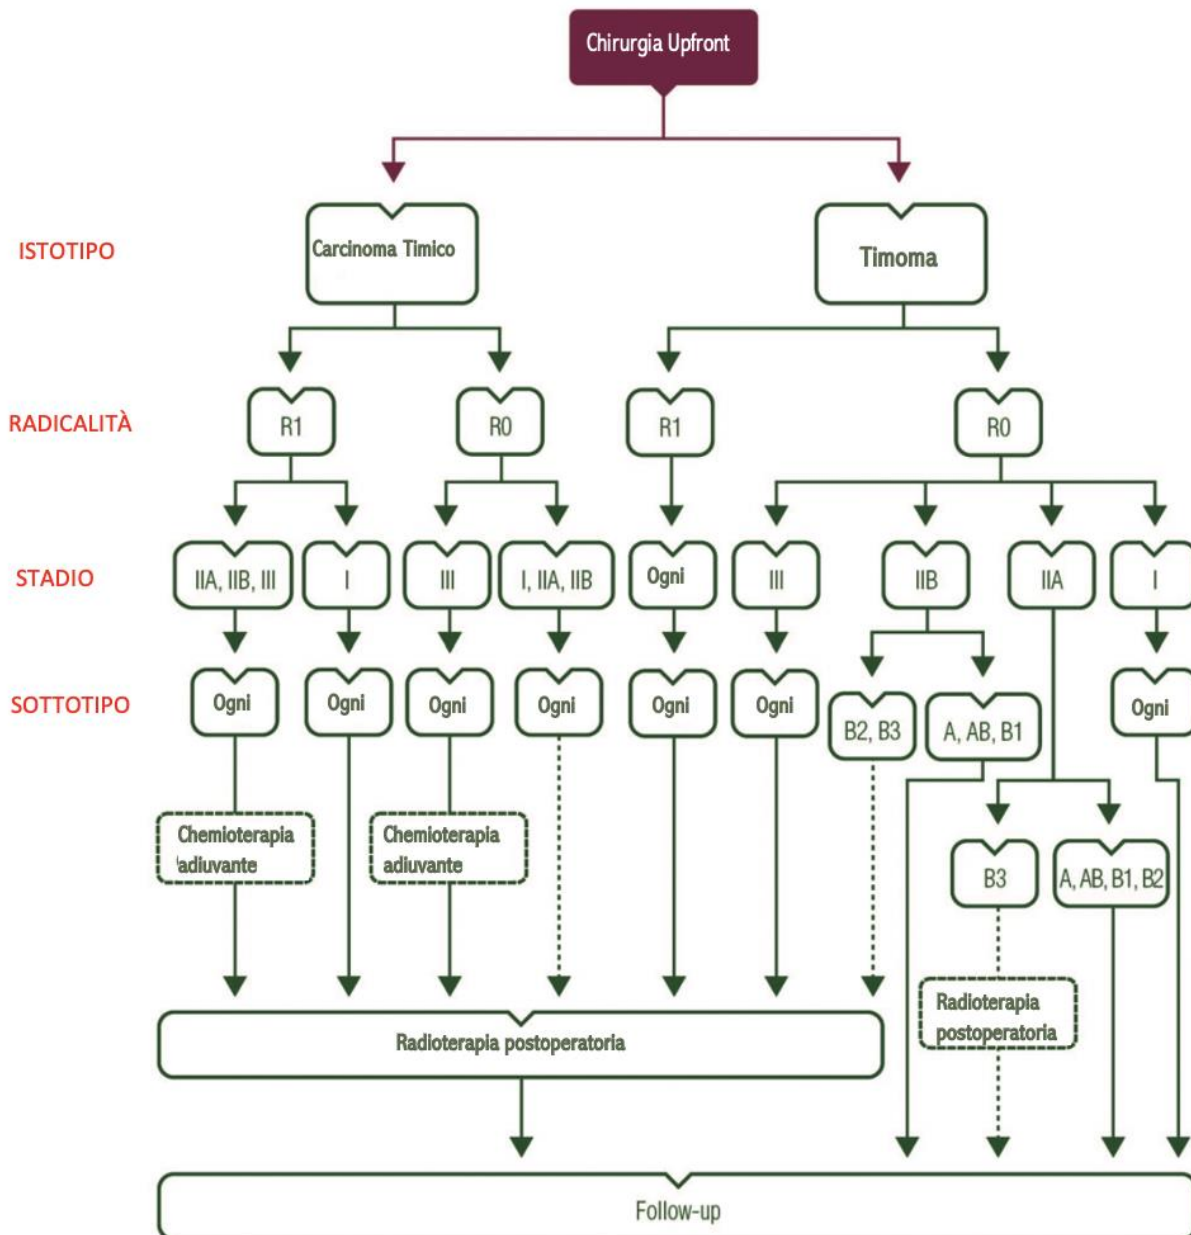 Chirurgia Upfront
ISTOTIPO
Carcinoma Timico
Timoma
RADICALITÀ
R1
R0
R1
R0
STADIO
IIA, IIB, III
I
III
I, IIA, IIB
Ogni
III
IIB
IIA
I
SOTTOTIPO
Ogni
Ogni
Ogni
Ogni
Ogni
Ogni
B2, B3
A, AB, B1
Ogni
Chemioterapia
adiuvante
Chemioterapia
adiuvante
B3
A, AB, B1, B2
Radioterapia
postoperatoria
Radioterapia postoperatoria
Follow-up